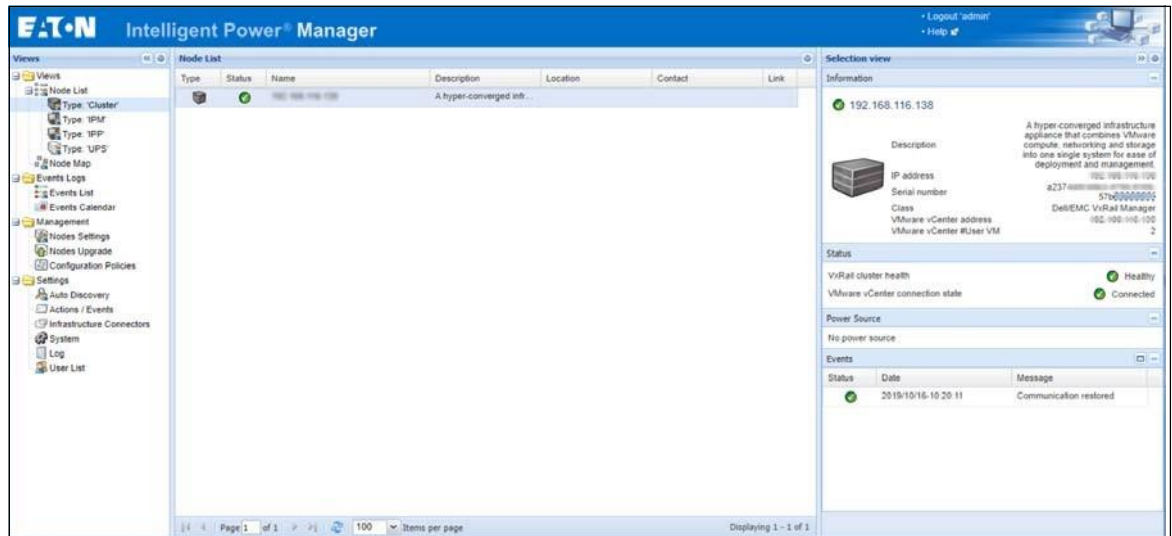 EATON Intelligent Power® Manager
Logout 'admin'
Help
Views
Views
Node List
Type: 'Cluster'
Type: 'IPM'
Type: 'IPP'
Type: 'UPS'
Node Map
Events Logs
Events List
Events Calendar
Management
Nodes Settings
Nodes Upgrade
Configuration Policies
Settings
Auto Discovery
Actions / Events
Infrastructure Connectors
System
Log
User List
Node List
Type Status Name Description Location Contact Link
A hyper-converged infr...
Page 1 of 1 100 Items per page Displaying 1 - 1 of 1
Selection view
Information
192.168.116.138
Description A hyper-converged infrastructure
appliance that combines VMware
compute, networking and storage
into one single system for ease of
deployment and management.
IP address
Serial number a237
57b
Class Dell/EMC VxRail Manager
VMware vCenter address
VMware vCenter #User VM 2
Status
VxRail cluster health Healthy
VMware vCenter connection state Connected
Power Source
No power source
Events
Status Date Message
2019/10/16-10:20:11 Communication restored